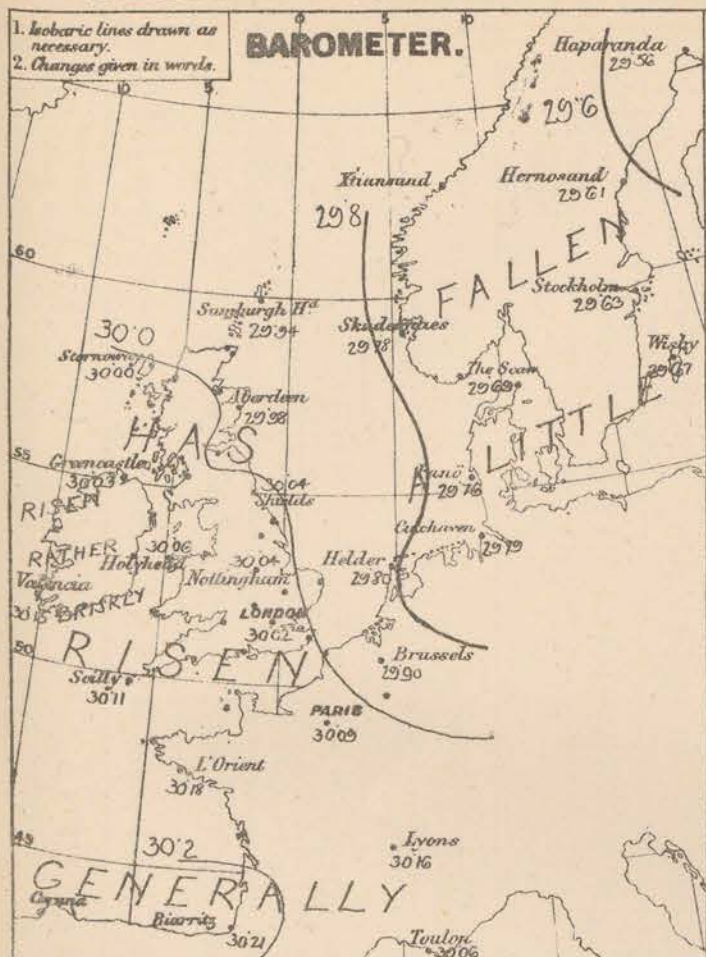 0 5 10
1. Isobaric lines drawn as
necessary.
2. Changes given in words.
BAROMETER.
10 5
Haparanda
29·56
29·6
Xtiansund
Hernosand
29·61
29·8
FALLEN
60
Stockholm
29·63
Sumburgh Hd.
29·94
Skudesnaes
29·78
30·0
Stornoway
30·00
The Scaw
29·69
Wisby
29·67
Aberdeen
29·98
LITTLE
HAS
55
Greencastle
30·03
30·04
Shields
A
Fanö
29·76
RISEN
Cuxhaven
29·79
RATHER
30·06
Holyhead
30·04
Nottingham
Helder
29·80
Valencia
BRISKLY
LONDON
30·02
RISEN
50
Brussels
29·90
Scilly
30·11
PARIS
30·09
L'Orient
30·18
45
30·2
Lyons
30·16
GENERALLY
Biarritz
30·21
Toulon
30·06